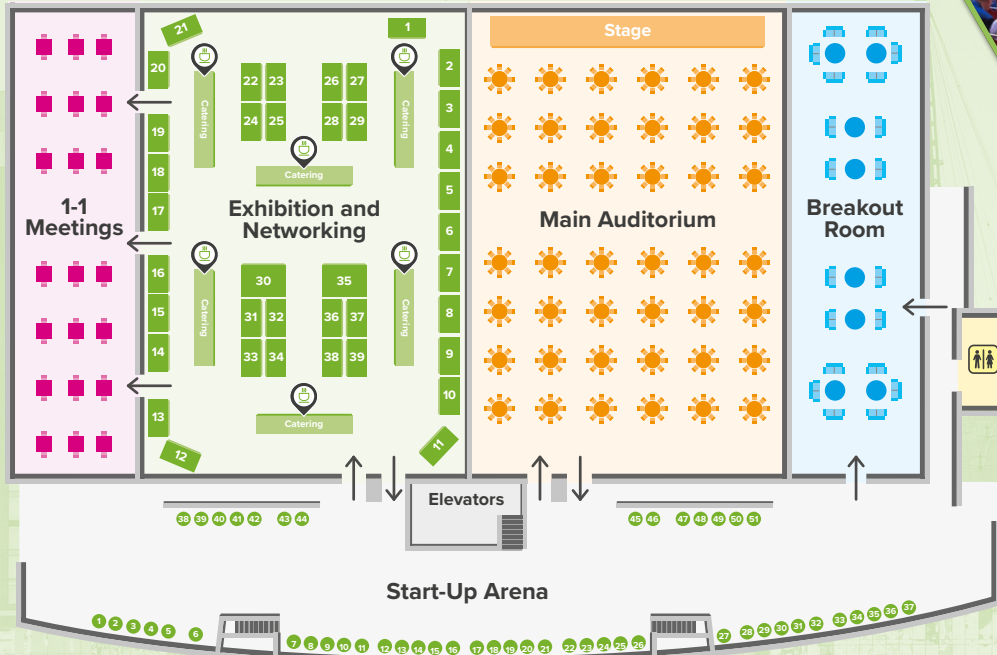 21
1
Stage
20
2
22 23
26 27
Catering
Catering
3
24 25
28 29
19
4
Catering
18
5
1-1
Meetings
17
Exhibition and
Networking
6
Main Auditorium
Breakout
Room
16
7
30
35
15
31 32
36 37
8
Catering
Catering
14
33 34
38 39
9
10
13
Catering
12
11
Elevators
38 39 40 41 42 43 44
45 46 47 48 49 50 51
Start-Up Arena
1 2 3 4 5 6
7 8 9 10 11 12 13 14 15 16 17 18 19 20 21 22 23 24 25 26
27 28 29 30 31 32 33 34 35 36 37